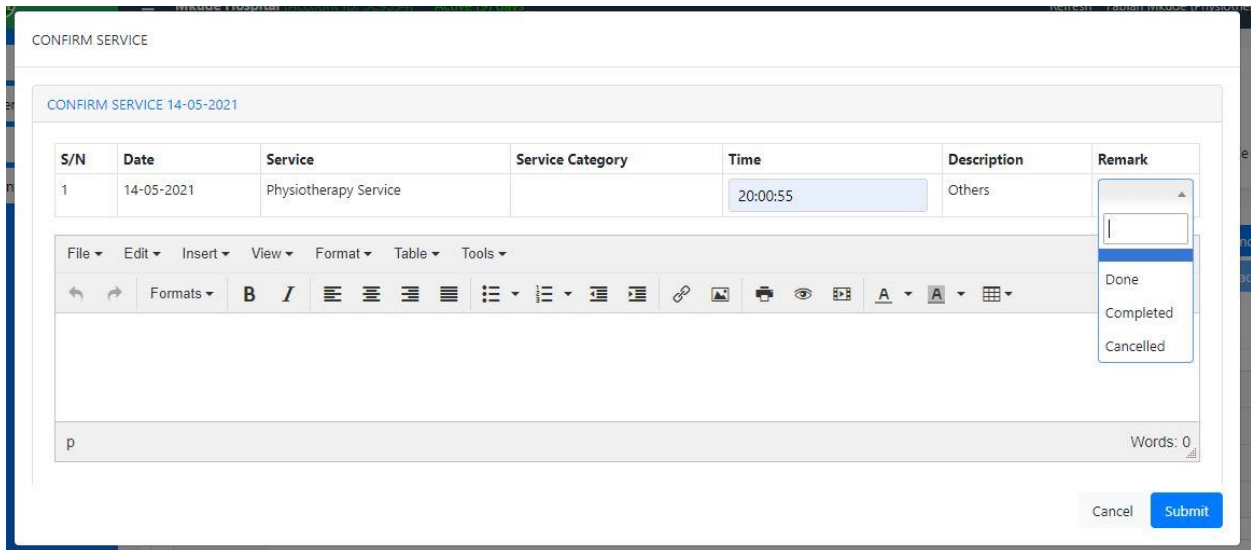 Mkude Hospital
CONFIRM SERVICE
CONFIRM SERVICE 14-05-2021
S/N Date Service Service Category Time Description Remark
1 14-05-2021 Physiotherapy Service 20:00:55 Others
File Edit Insert View Format Table Tools
Formats B I A A
Done
Completed
Cancelled
p Words: 0
Cancel Submit